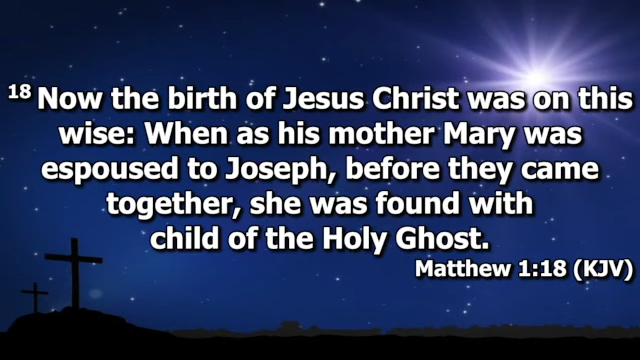 18 Now the birth of Jesus Christ was on this
wise: When as his mother Mary was
espoused to Joseph, before they came
together, she was found with
child of the Holy Ghost.
Matthew 1:18 (KJV)